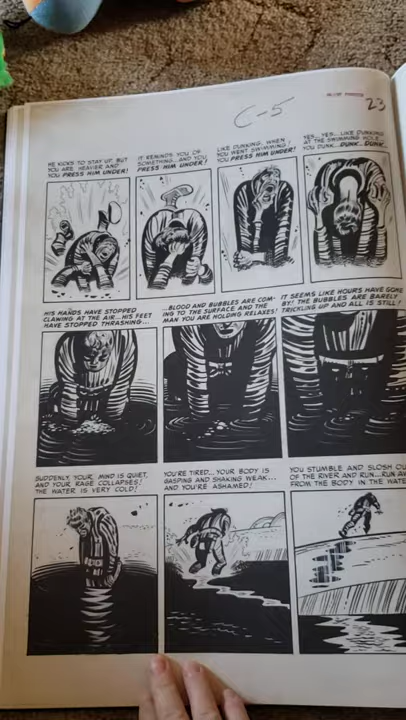 C-5
23
HE KICKS TO STAY UP, BUT
YOU ARE HEAVIER AND
YOU PRESS HIM UNDER!
IT REMINDS YOU OF
SOMETHING...AND YOU
PRESS HIM UNDER!
LIKE DUNKING WHEN
YOU WENT SWIMMING!
YOU PRESS HIM UNDER!
YES, YES...LIKE DUNKING
AT THE SWIMMING HOLE...
YOU DUNK...DUNK...DUNK...
HIS HANDS HAVE STOPPED
CLAWING AT THE AIR...HIS FEET
HAVE STOPPED THRASHING...
...BLOOD AND BUBBLES ARE COM-
ING TO THE SURFACE AND THE
MAN YOU ARE HOLDING RELAXES!
IT SEEMS LIKE HOURS HAVE GONE
BY! THE BUBBLES ARE BARELY
TRICKLING UP AND ALL IS STILL!
SUDDENLY, YOUR MIND IS QUIET,
AND YOUR RAGE COLLAPSES!
THE WATER IS VERY COLD!
YOU'RE TIRED...YOUR BODY IS
GASPING AND SHAKING WEAK...
AND YOU'RE ASHAMED!
YOU STUMBLE AND SLOSH OU
OF THE RIVER AND RUN...RUN AW
FROM THE BODY IN THE WATE